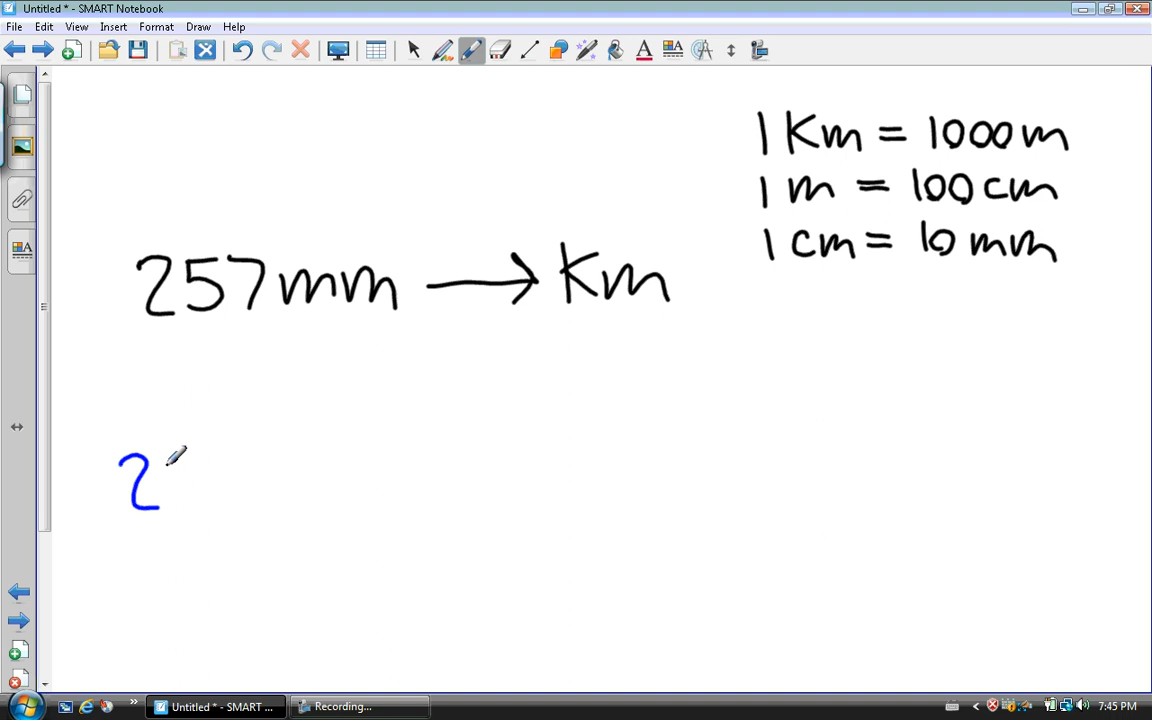 Untitled * - SMART Notebook
File Edit View Insert Format Draw Help
1 Km = 1000 m
1 m = 100 cm
1 cm = 10 mm
257 mm → Km
2
Untitled * - SMART ...
Recording...
7:45 PM